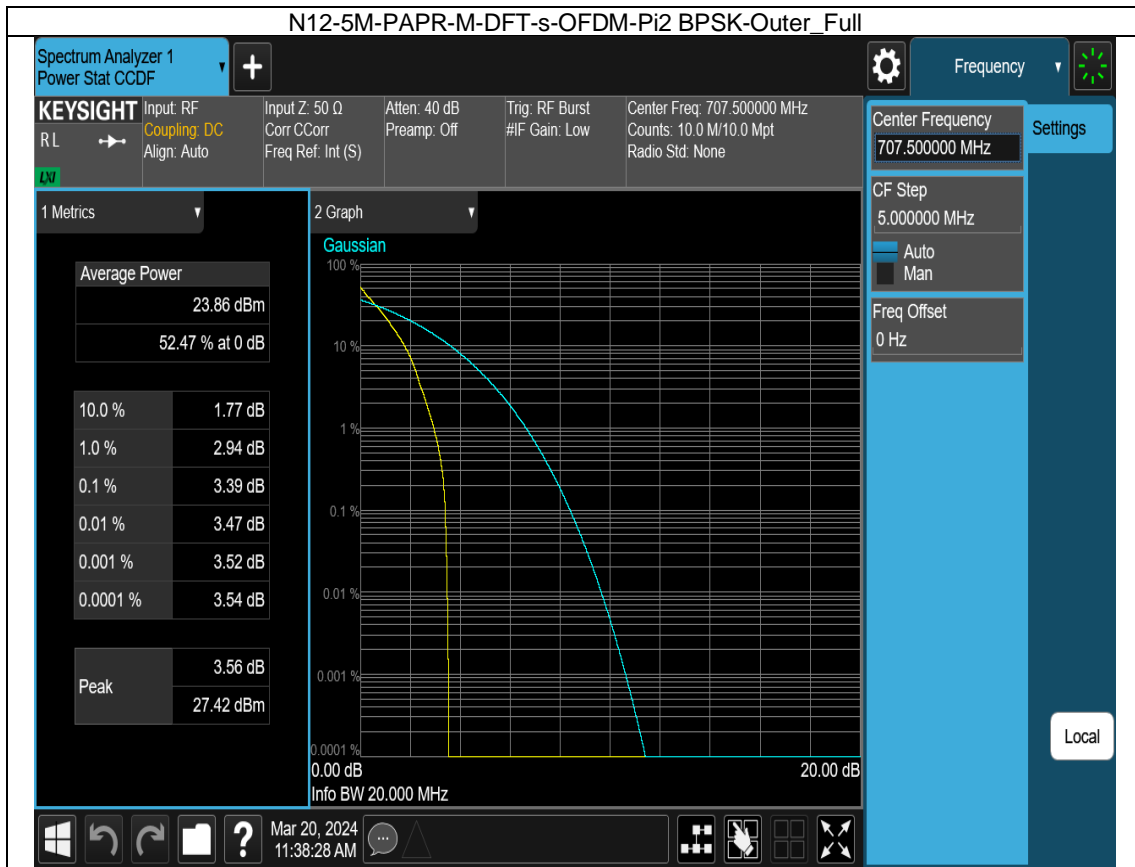 N12-5M-PAPR-M-DFT-s-OFDM-Pi2 BPSK-Outer_Full
Spectrum Analyzer 1
Power Stat CCDF
+
Frequency
KEYSIGHT
RL
LXI
Input: RF
Coupling: DC
Align: Auto
Input Z: 50 Ω
Corr CCorr
Freq Ref: Int (S)
Atten: 40 dB
Preamp: Off
Trig: RF Burst
#IF Gain: Low
Center Freq: 707.500000 MHz
Counts: 10.0 M/10.0 Mpt
Radio Std: None
Center Frequency
707.500000 MHz
Settings
CF Step
5.000000 MHz
Auto
Man
Freq Offset
0 Hz
Local
1 Metrics
Average Power
23.86 dBm
52.47 % at 0 dB
10.0 % 1.77 dB
1.0 % 2.94 dB
0.1 % 3.39 dB
0.01 % 3.47 dB
0.001 % 3.52 dB
0.0001 % 3.54 dB
Peak
3.56 dB
27.42 dBm
2 Graph
Gaussian
100 %
10 %
1 %
0.1 %
0.01 %
0.001 %
0.0001 %
0.00 dB 20.00 dB
Info BW 20.000 MHz
?
Mar 20, 2024
11:38:28 AM